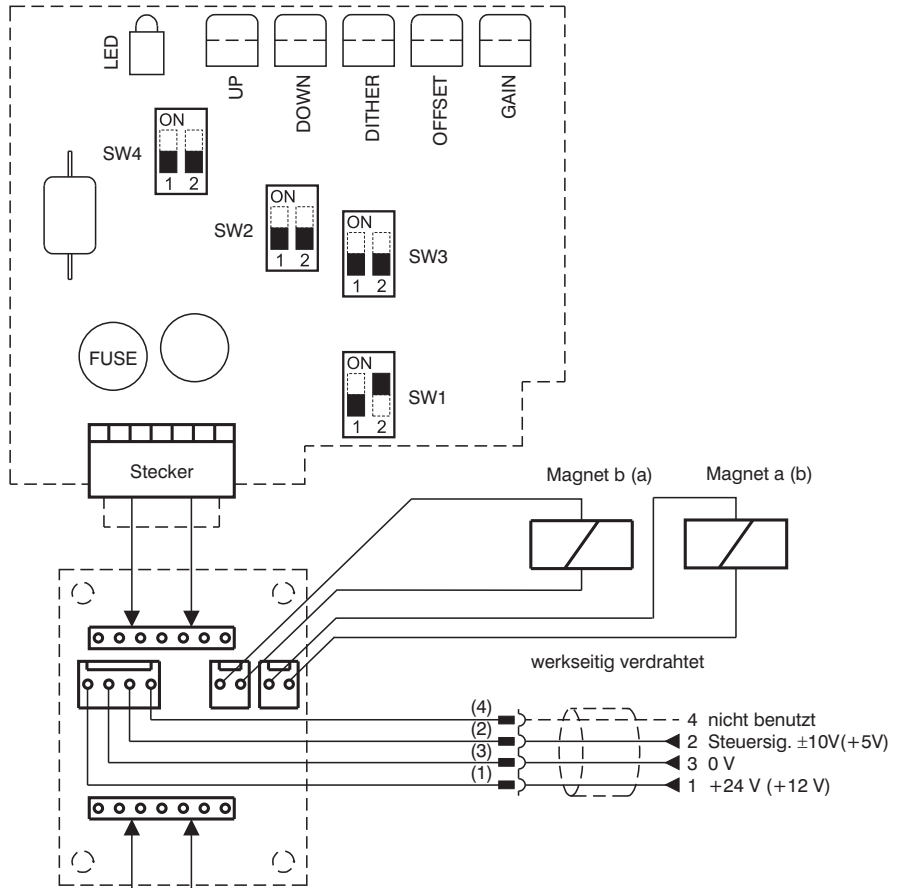 LED
UP
DOWN
DITHER
OFFSET
GAIN
ON
SW4
1 2
ON
SW2
1 2
ON
SW3
1 2
FUSE
ON
SW1
1 2
Stecker
Magnet b (a)
Magnet a (b)
werkseitig verdrahtet
(4)
4 nicht benutzt
(2)
2 Steuersig. ±10V(+5V)
(3)
3 0 V
(1)
1 +24 V (+12 V)